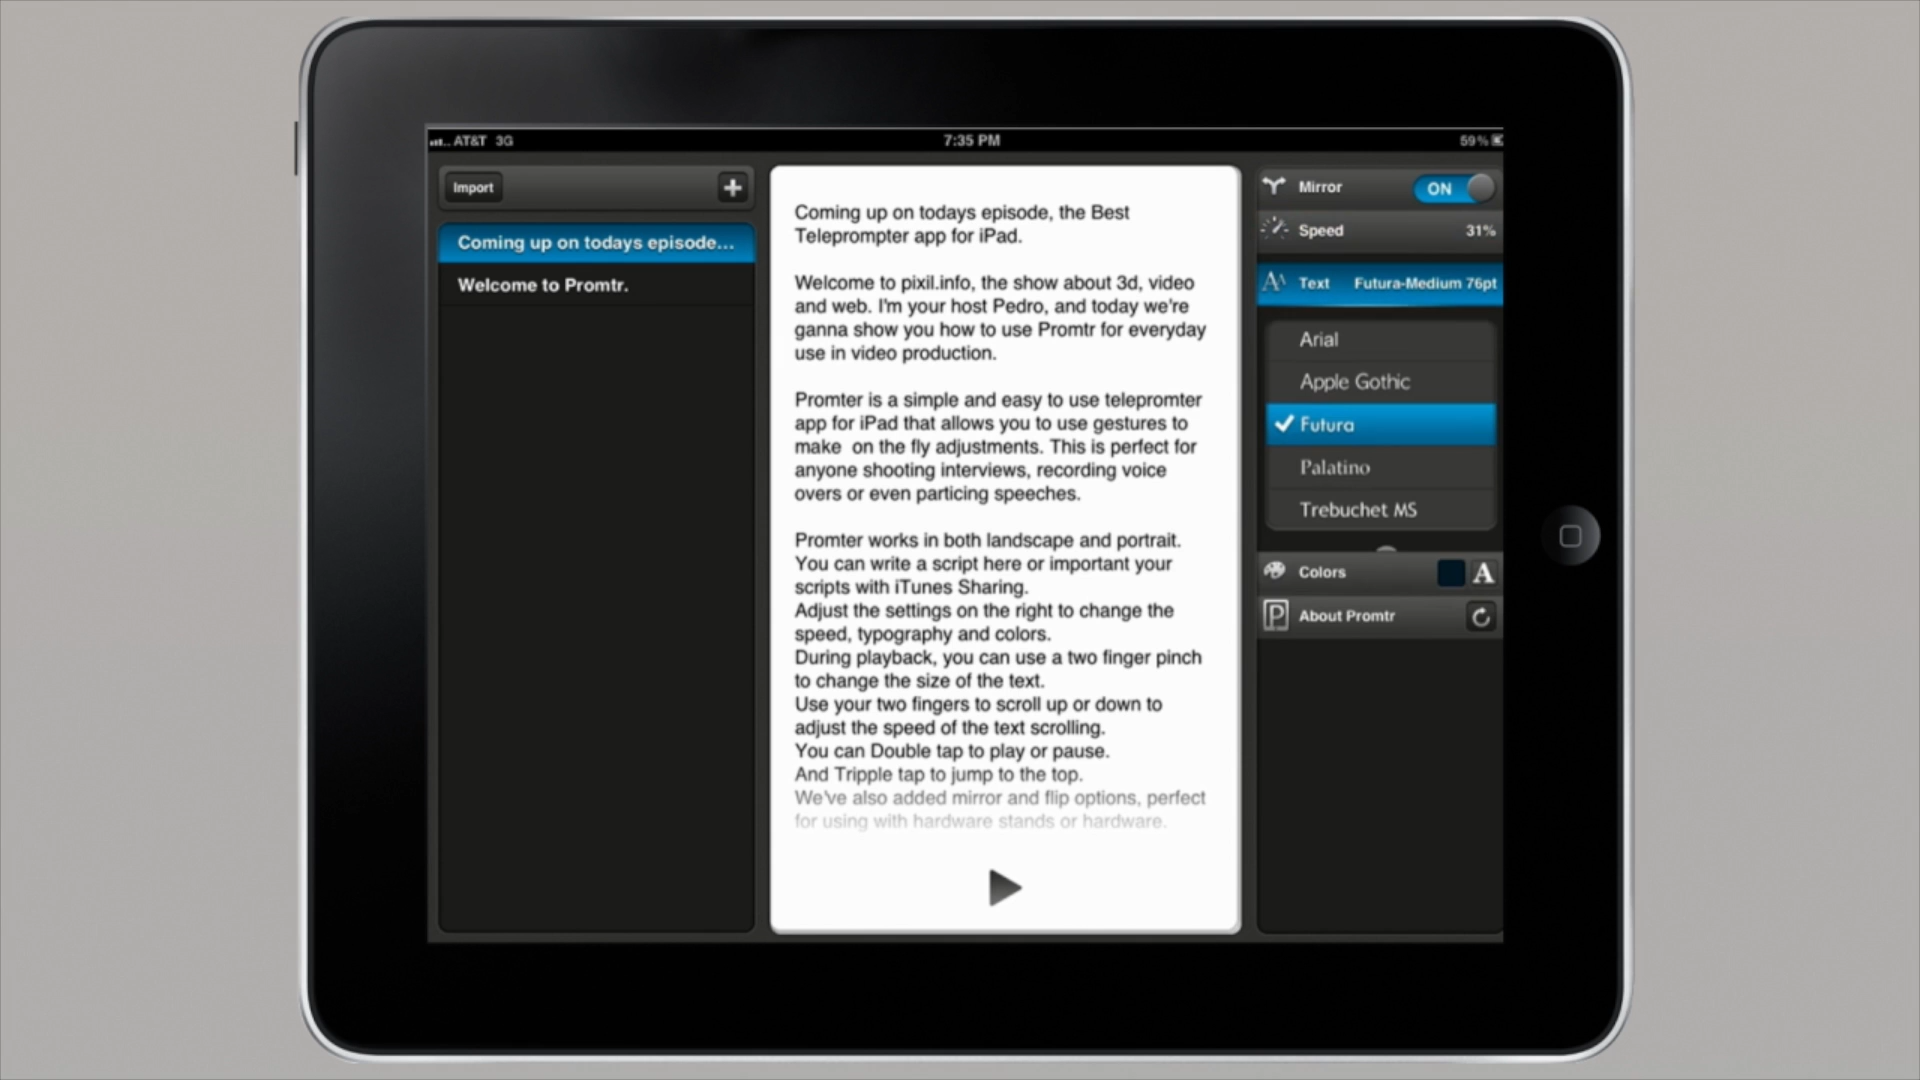 AT&T 3G
7:35 PM
59%
Import
Coming up on todays episode...
Welcome to Promtr.
Coming up on todays episode, the Best
Teleprompter app for iPad.
Welcome to pixil.info, the show about 3d, video
and web. I'm your host Pedro, and today we're
ganna show you how to use Promtr for everyday
use in video production.
Promter is a simple and easy to use telepromter
app for iPad that allows you to use gestures to
make  on the fly adjustments. This is perfect for
anyone shooting interviews, recording voice
overs or even particing speeches.
Promter works in both landscape and portrait.
You can write a script here or important your
scripts with iTunes Sharing.
Adjust the settings on the right to change the
speed, typography and colors.
During playback, you can use a two finger pinch
to change the size of the text.
Use your two fingers to scroll up or down to
adjust the speed of the text scrolling.
You can Double tap to play or pause.
And Tripple tap to jump to the top.
We've also added mirror and flip options, perfect
for using with hardware stands or hardware.
Mirror ON
Speed 31%
AA Text Futura-Medium 76pt
Arial
Apple Gothic
Futura
Palatino
Trebuchet MS
Colors A
P About Promtr